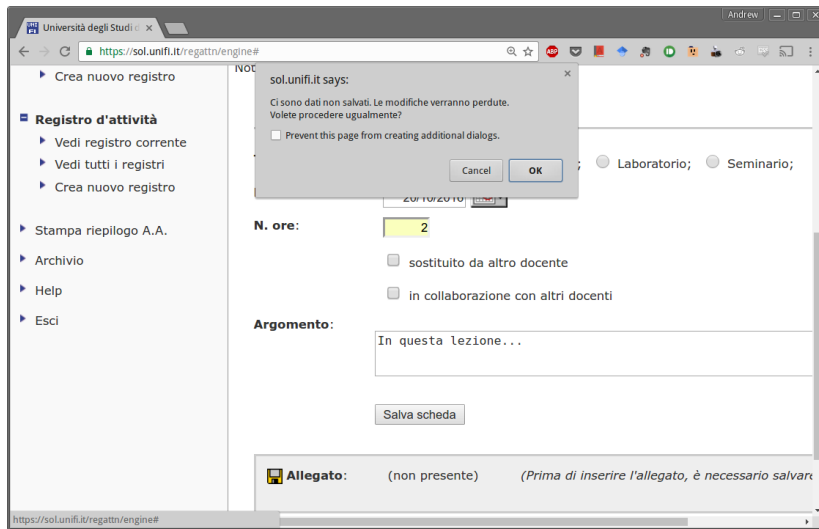 Andrew
Università degli Studi d
https://sol.unifi.it/regattn/engine#
Crea nuovo registro
Registro d'attività
Vedi registro corrente
Vedi tutti i registri
Crea nuovo registro
Stampa riepilogo A.A.
Archivio
Help
Esci
Not
sol.unifi.it says:
Ci sono dati non salvati. Le modifiche verranno perdute.
Volete procedere ugualmente?
Prevent this page from creating additional dialogs.
Cancel
OK
; Laboratorio; Seminario;
20/10/2016
N. ore:
2
sostituito da altro docente
in collaborazione con altri docenti
Argomento:
In questa lezione...
Salva scheda
Allegato: (non presente) (Prima di inserire l'allegato, è necessario salvare
https://sol.unifi.it/regattn/engine#